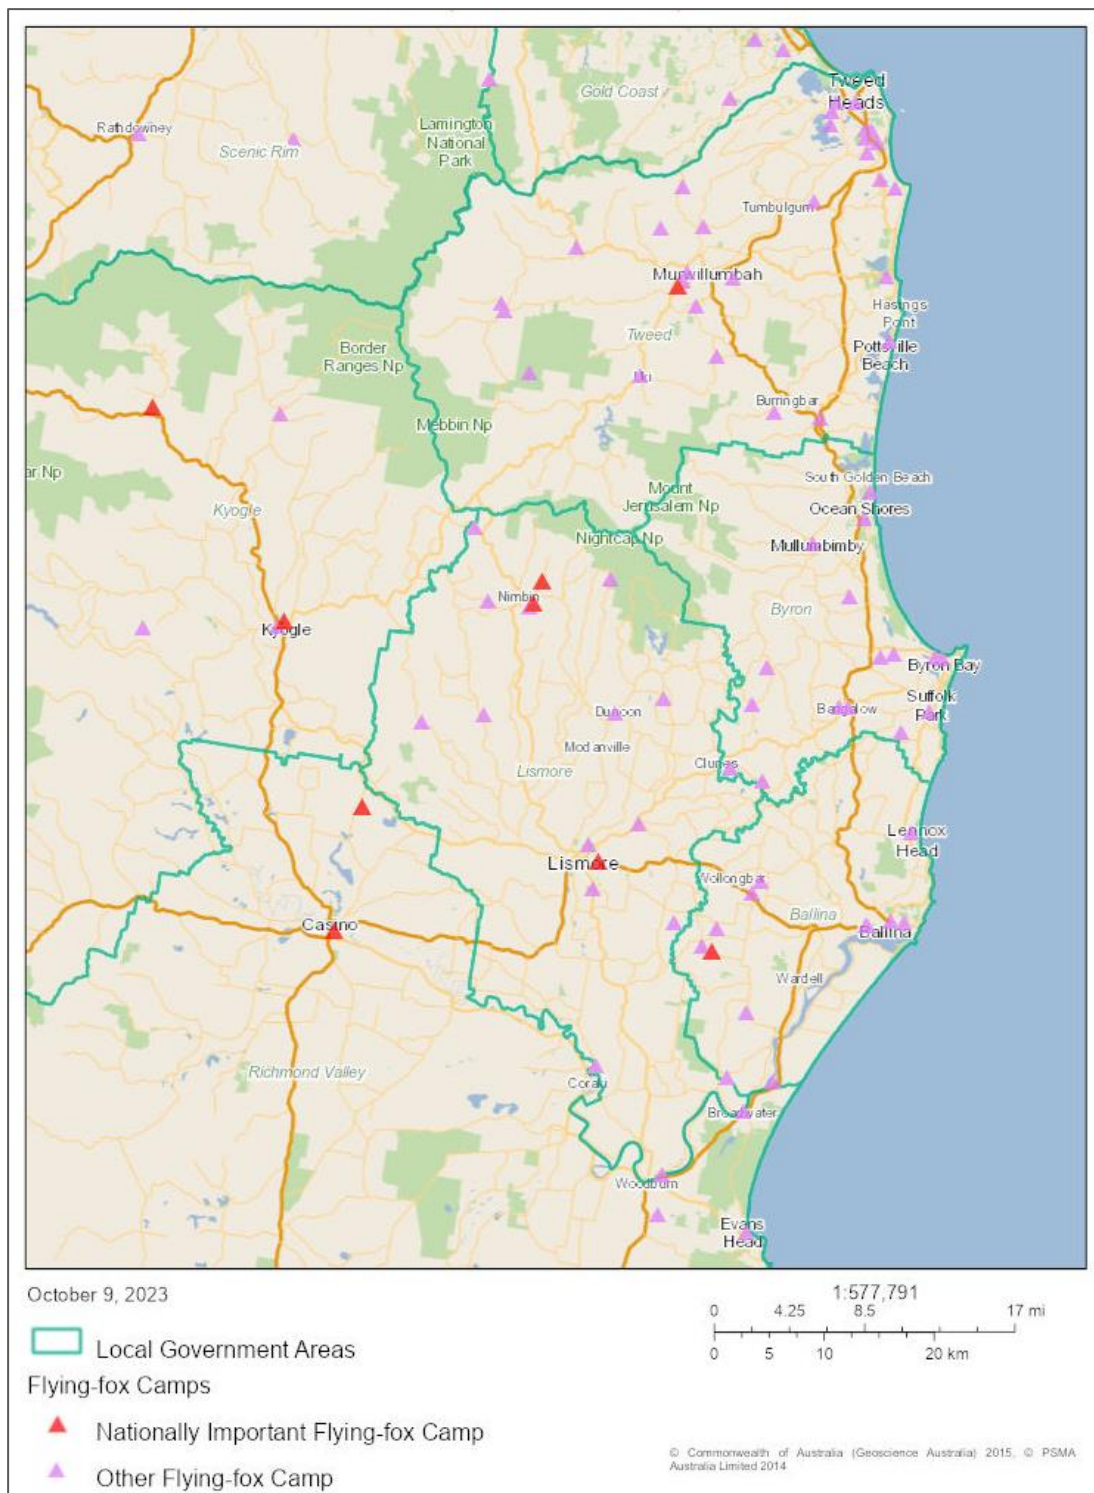 Tweed
Heads
Gold Coast
Rathdowney
Lamington
National
Park
Scenic Rim
Tumbulgum
Murwillumbah
Hastings
Point
Tweed
Border
Ranges Np
Pottsville
Beach
Uki
Burringbar
Mebbin Np
ar Np
South Golden Beach
Mount
Jerusalem Np
Kyogle
Ocean Shores
Nightcap Np
Mullumbimby
Nimbin
Byron
Kyogle
Byron Bay
Suffolk
Park
Dunoon
Bangalow
Modanville
Lismore
Clunes
Lennox
Head
Lismore
Wollongbar
Casino
Ballina
Ballina
Wardell
Richmond Valley
Coraki
Broadwater
Woodburn
Evans
Head
October 9, 2023
1:577,791
0 4.25 8.5 17 mi
0 5 10 20 km
Local Government Areas
Flying-fox Camps
Nationally Important Flying-fox Camp
Other Flying-fox Camp
© Commonwealth of Australia (Geoscience Australia) 2015, © PSMA
Australia Limited 2014